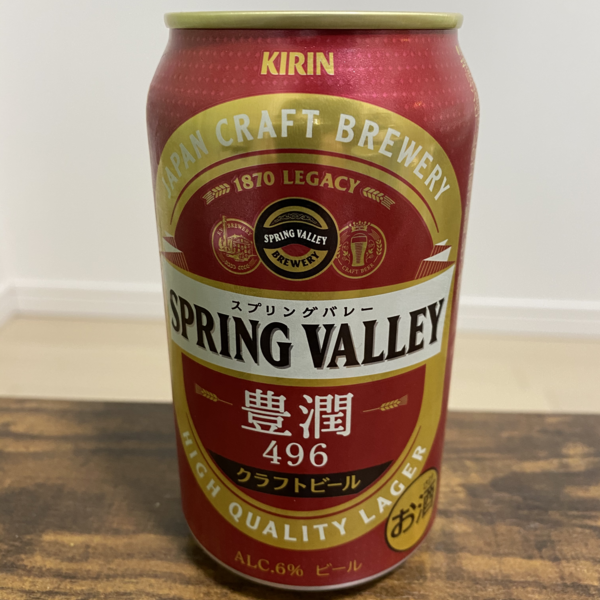 KIRIN
JAPAN CRAFT BREWERY
1870 LEGACY
SPRING VALLEY
BREWERY
CRAFT BEER
スプリングバレー
SPRING VALLEY
豊潤
496
クラフトビール
HIGH QUALITY LAGER
お酒
ALC.6% ビール